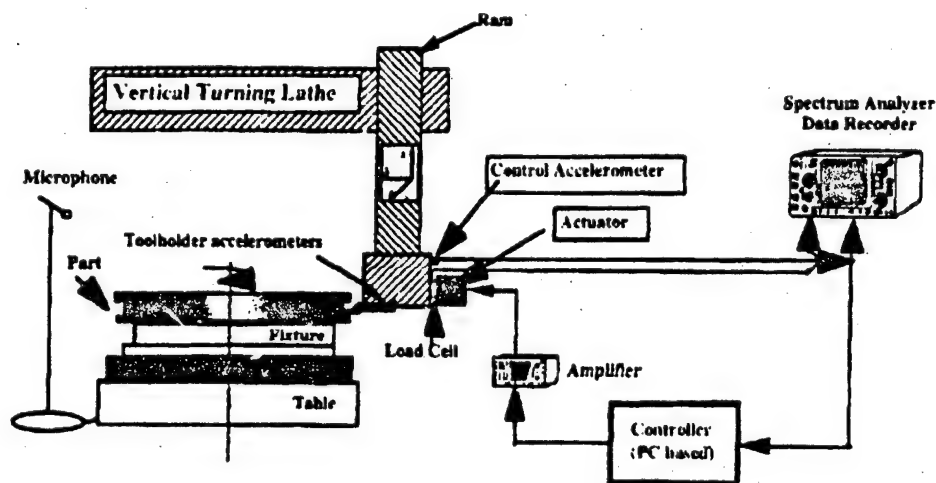 Ram
Vertical Turning Lathe
Spectrum Analyzer
Data Recorder
Microphone
Control Accelerometer
Actuator
Toolholder accelerometers
Part
Fixture
Load Cell
Amplifier
Table
Controller
(PC based)